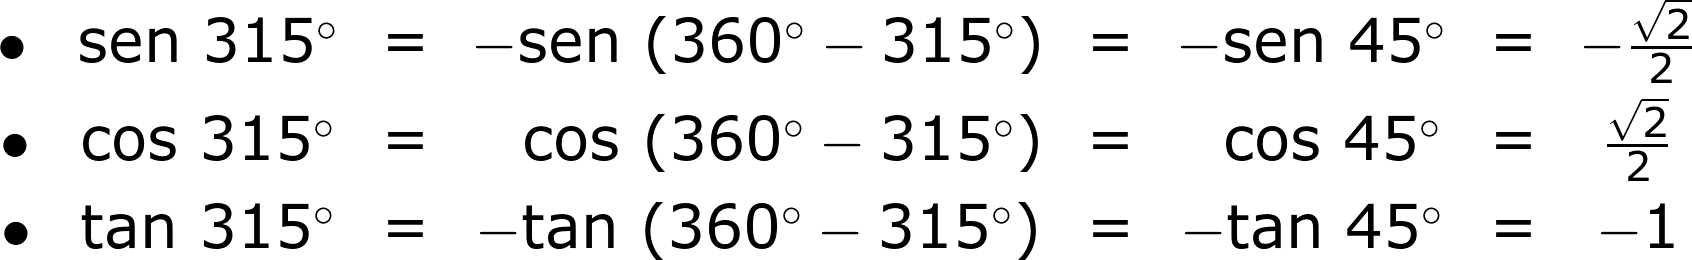 • sen 315° = −sen (360° − 315°) = −sen 45° = −√2/2
• cos 315° = cos (360° − 315°) = cos 45° = √2/2
• tan 315° = −tan (360° − 315°) = −tan 45° = −1